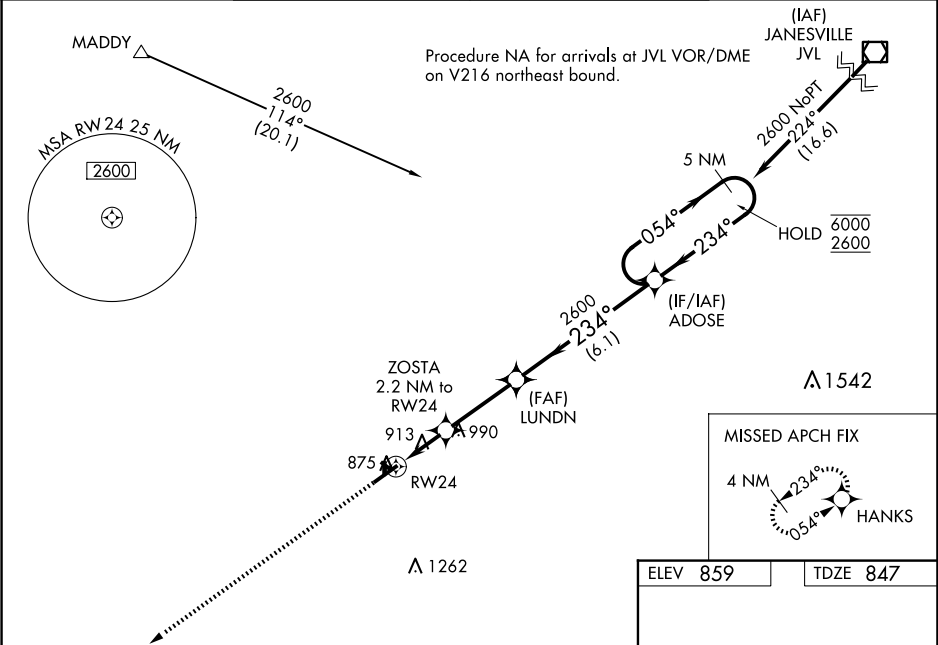 MADDY
2600
114°
(20.1)
Procedure NA for arrivals at JVL VOR/DME
on V216 northeast bound.
(IAF)
JANESVILLE
JVL
2600 NoPT
224°
(16.6)
MSA RW 24 25 NM
2600
5 NM
054°
234°
HOLD
6000
2600
(IF/IAF)
ADOSE
2600
234°
(6.1)
ZOSTA
2.2 NM to
RW24
(FAF)
LUNDN
1542
913
990
875
RW24
1262
MISSED APCH FIX
4 NM
234°
054°
HANKS
ELEV 859
TDZE 847